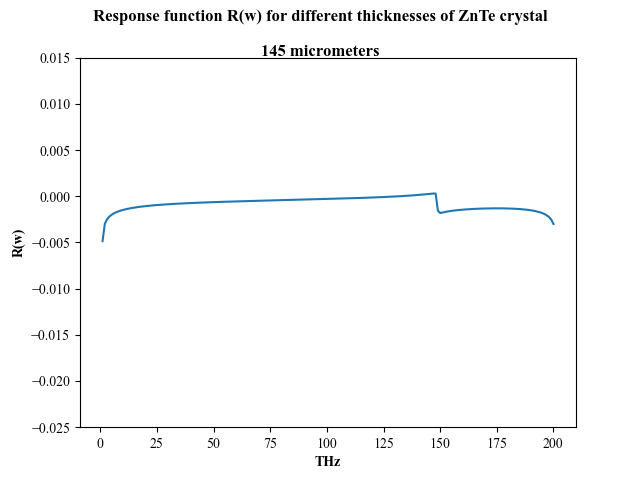 Response function R(w) for different thicknesses of ZnTe crystal
145 micrometers
0.015
0.010
0.005
0.000
−0.005
−0.010
−0.015
−0.020
−0.025
R(w)
0 25 50 75 100 125 150 175 200
THz